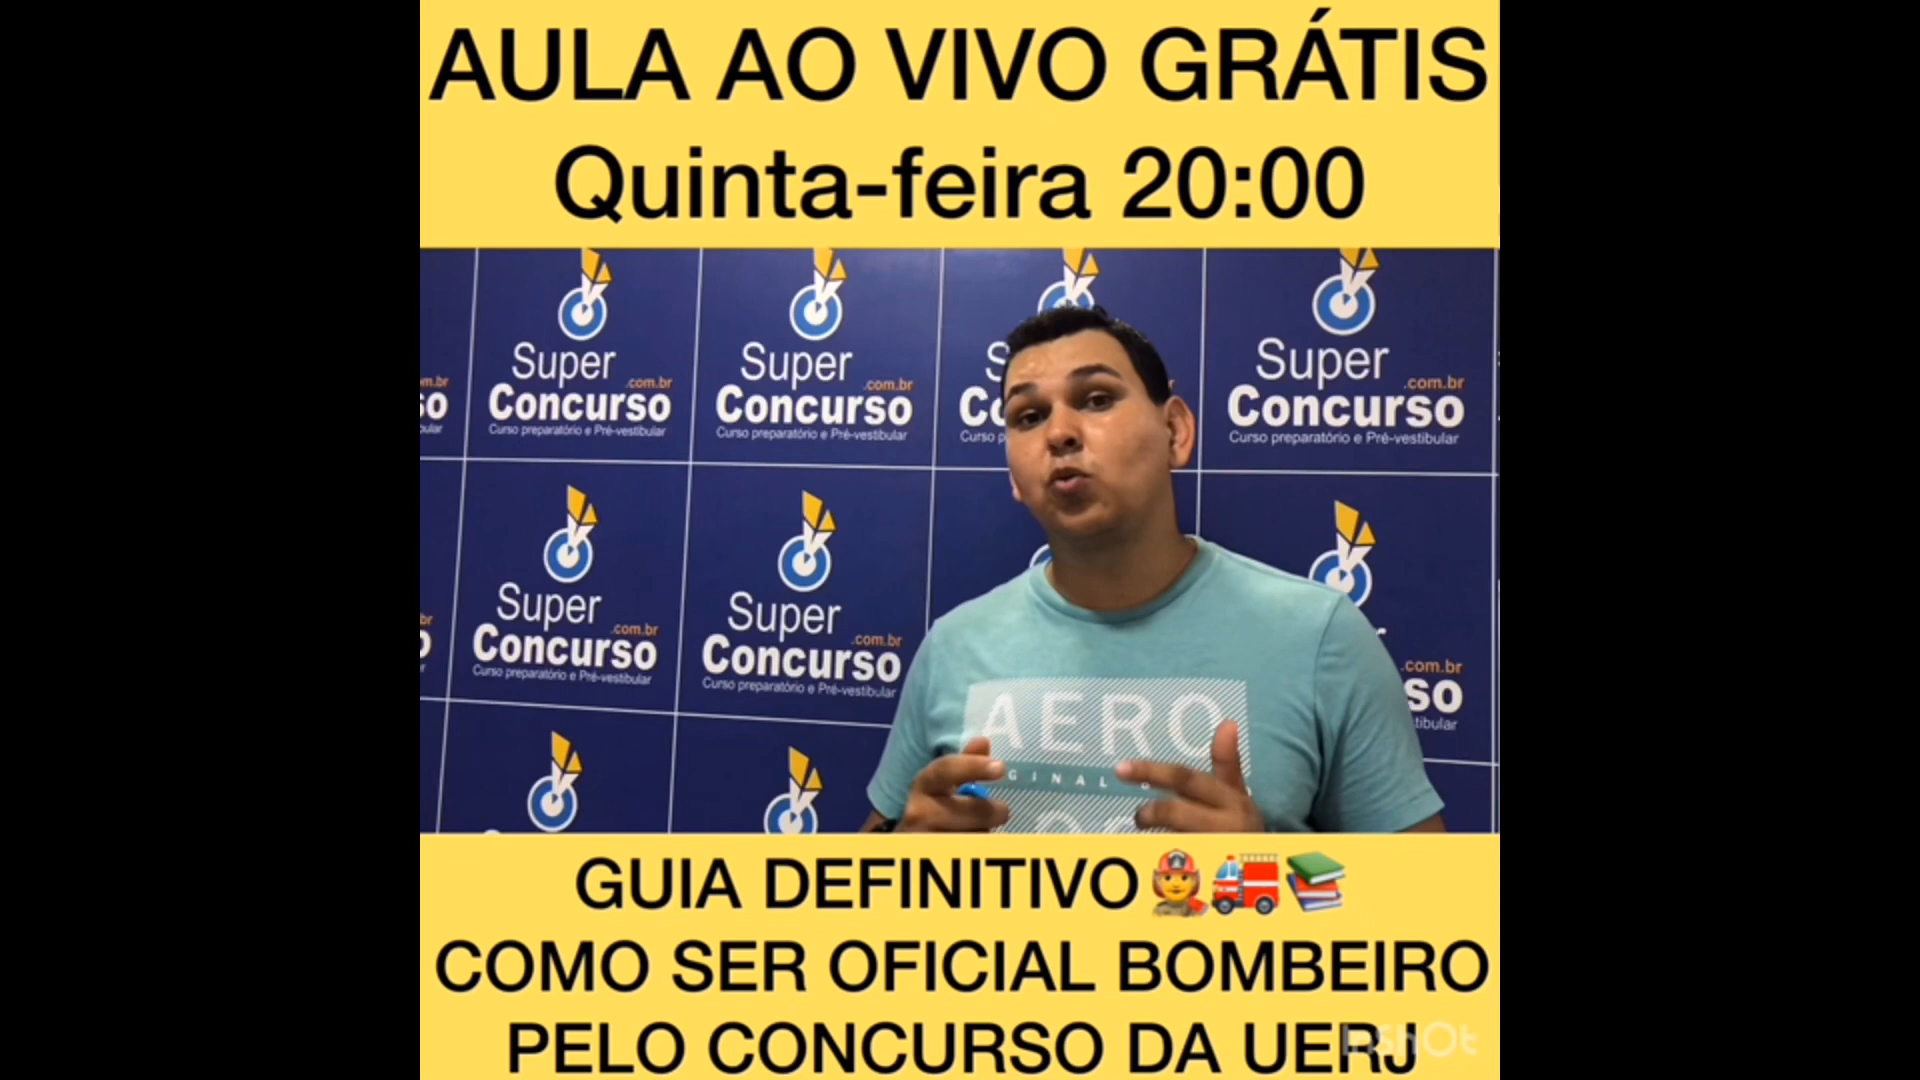 AULA AO VIVO GRÁTIS
Quinta-feira 20:00
Super
.com.br
Concurso
Curso preparatório e Pré-vestibular
Super
.com.br
Concurso
Curso preparatório e Pré-vestibular
Super
.com.br
Concurso
Curso preparatório e Pré-vestibular
Super
.com.br
Concurso
Curso preparatório e Pré-vestibular
Super
.com.br
Concurso
Curso preparatório e Pré-vestibular
.com.br
AERO
GUIA DEFINITIVO
COMO SER OFICIAL BOMBEIRO
PELO CONCURSO DA UERJ
InShOt